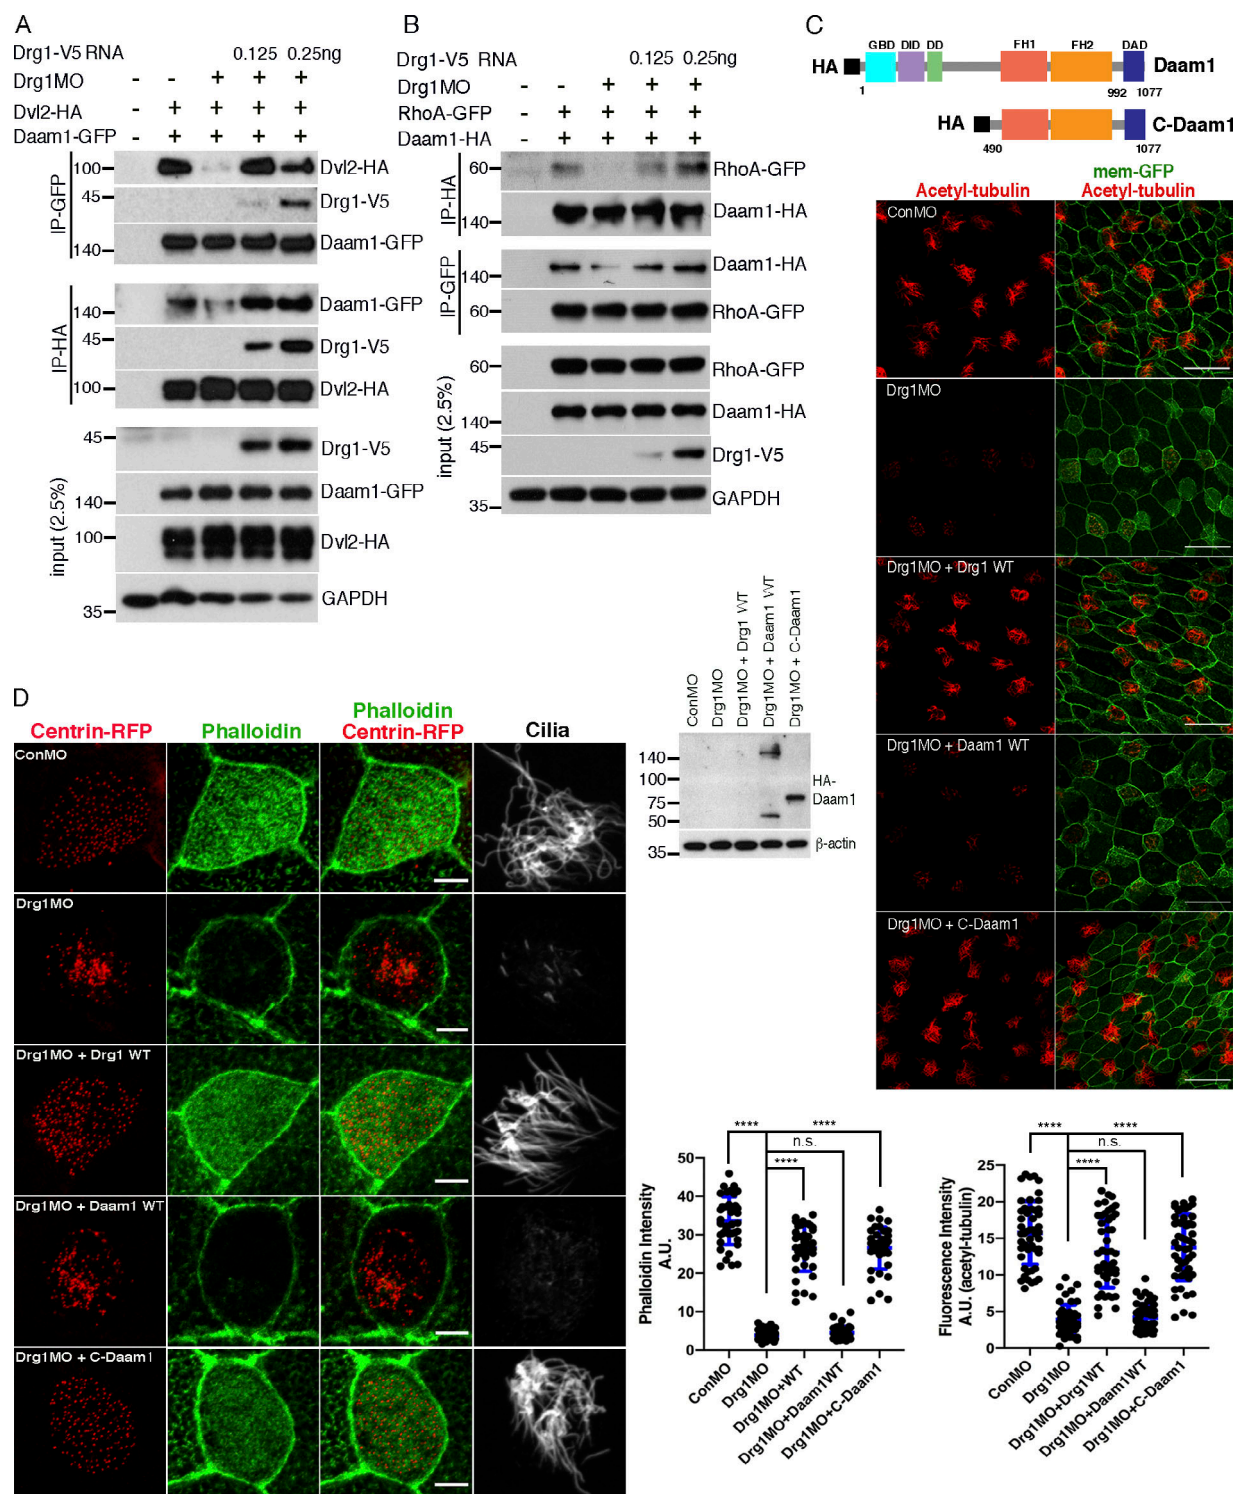 A
Drg1-V5 RNA 0.125 0.25ng
Drg1MO - - + + +
Dvl2-HA - + + + +
Daam1-GFP - + + + +
IP-GFP
100 Dvl2-HA
45 Drg1-V5
140 Daam1-GFP
IP-HA
140 Daam1-GFP
45 Drg1-V5
100 Dvl2-HA
input (2.5%)
45 Drg1-V5
140 Daam1-GFP
100 Dvl2-HA
35 GAPDH
B
Drg1-V5 RNA 0.125 0.25ng
Drg1MO - - + + +
RhoA-GFP - + + + +
Daam1-HA - + + + +
IP-HA
60 RhoA-GFP
140 Daam1-HA
IP-GFP
140 Daam1-HA
60 RhoA-GFP
input (2.5%)
60 RhoA-GFP
140 Daam1-HA
45 Drg1-V5
35 GAPDH
C
GBD DID DD FH1 FH2 DAD
HA Daam1
1 992 1077
HA C-Daam1
490 1077
mem-GFP
Acetyl-tubulin Acetyl-tubulin
ConMO
Drg1MO
Drg1MO + Drg1 WT
Drg1MO + Daam1 WT
Drg1MO + C-Daam1
ConMO
Drg1MO
Drg1MO + Drg1 WT
Drg1MO + Daam1 WT
Drg1MO + C-Daam1
140
100
75
50
HA-
Daam1
35 β-actin
D
Phalloidin
Centrin-RFP Phalloidin Centrin-RFP Cilia
ConMO
Drg1MO
Drg1MO + Drg1 WT
Drg1MO + Daam1 WT
Drg1MO + C-Daam1
**** ****
n.s.
****
Phalloidin Intensity
A.U.
50
40
30
20
10
0
ConMO
Drg1MO
Drg1MO+WT
Drg1MO+Daam1WT
Drg1MO+C-Daam1
**** ****
n.s.
****
Fluorescence Intensity
A.U. (acetyl-tubulin)
25
20
15
10
5
0
ConMO
Drg1MO
Drg1MO+Drg1WT
Drg1MO+Daam1WT
Drg1MO+C-Daam1